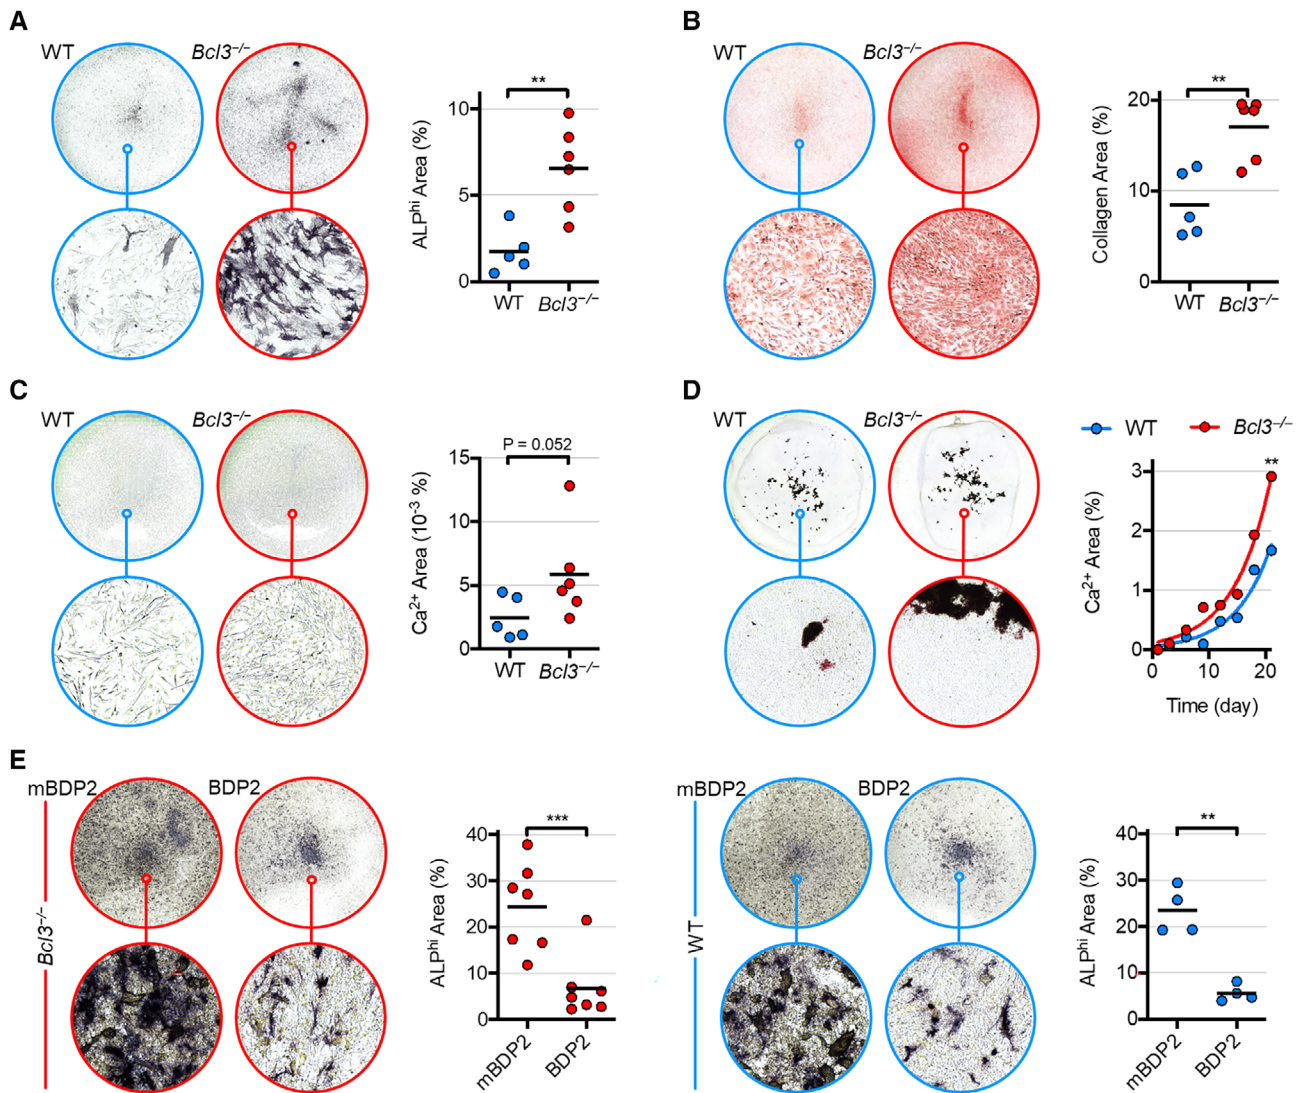 A
WT
Bcl3⁻/⁻
**
ALPʰⁱ Area (%)
10
5
0
WT
Bcl3⁻/⁻
B
WT
Bcl3⁻/⁻
**
Collagen Area (%)
20
10
0
WT
Bcl3⁻/⁻
C
WT
Bcl3⁻/⁻
P = 0.052
Ca²⁺ Area (10⁻³ %)
15
10
5
0
WT
Bcl3⁻/⁻
D
WT
Bcl3⁻/⁻
WT
Bcl3⁻/⁻
**
Ca²⁺ Area (%)
3
2
1
0
0
10
20
Time (day)
E
mBDP2
BDP2
Bcl3⁻/⁻
***
ALPʰⁱ Area (%)
40
30
20
10
0
mBDP2
BDP2
mBDP2
BDP2
WT
**
ALPʰⁱ Area (%)
40
30
20
10
0
mBDP2
BDP2